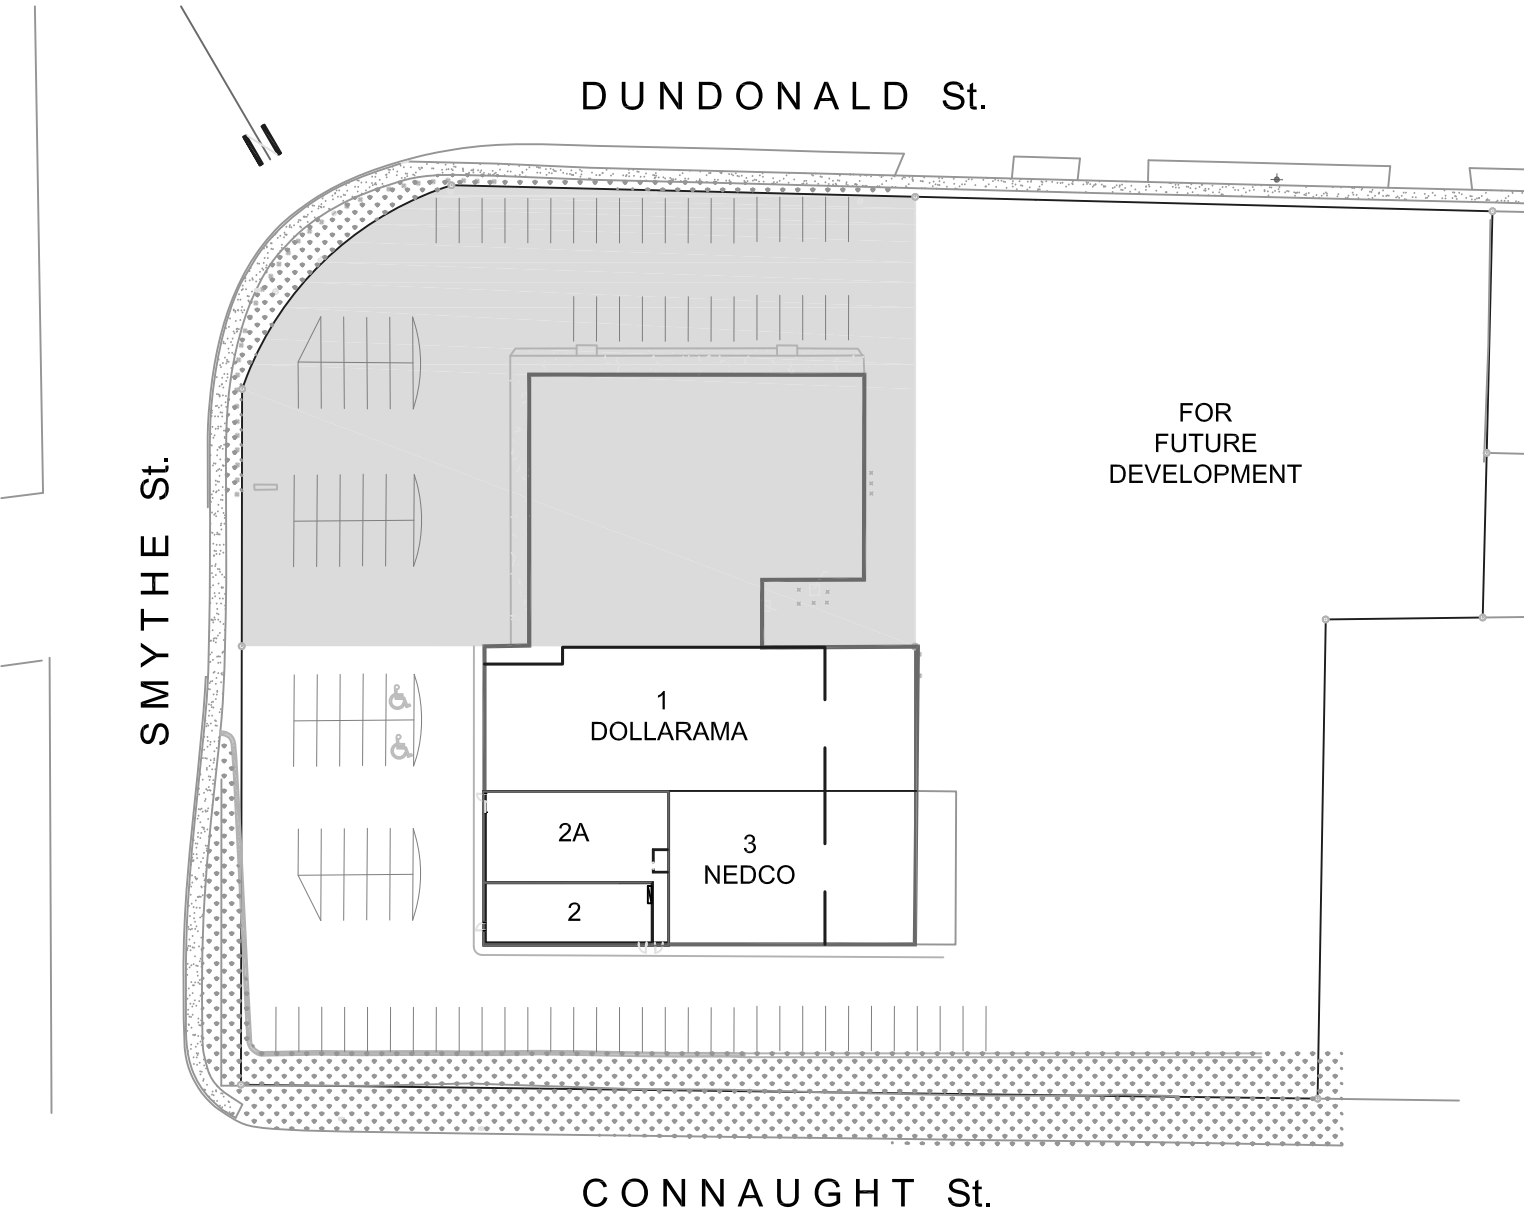 DUNDONALD St.
FOR
FUTURE
DEVELOPMENT
SMYTHE St.
1
DOLLARAMA
2A
3
NEDCO
2
CONNAUGHT St.